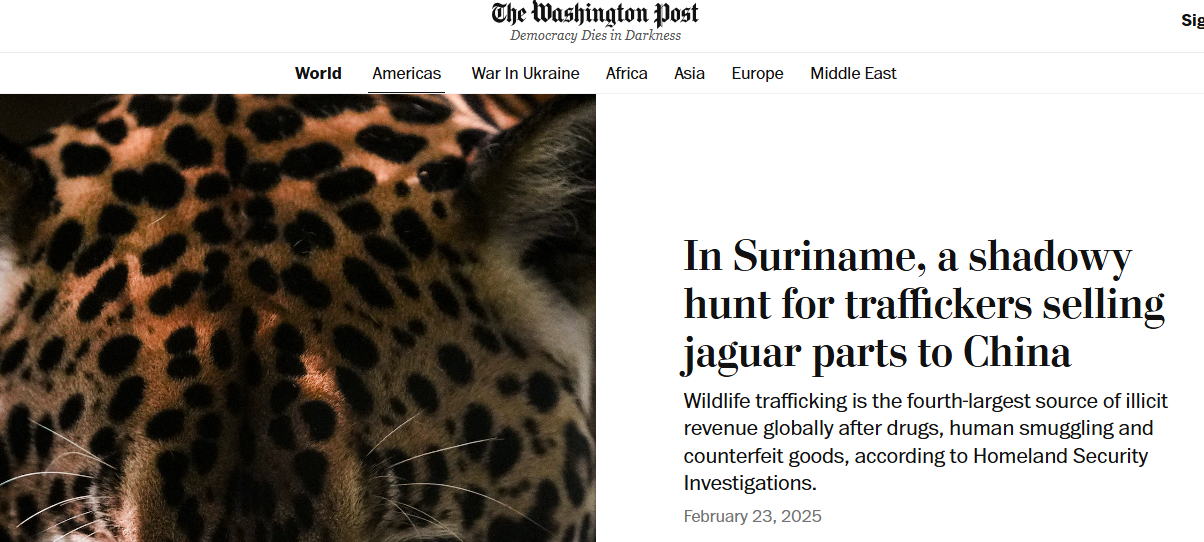 The Washington Post
Democracy Dies in Darkness
Sig
World Americas War In Ukraine Africa Asia Europe Middle East
In Suriname, a shadowy
hunt for traffickers selling
jaguar parts to China
Wildlife trafficking is the fourth-largest source of illicit
revenue globally after drugs, human smuggling and
counterfeit goods, according to Homeland Security
Investigations.
February 23, 2025